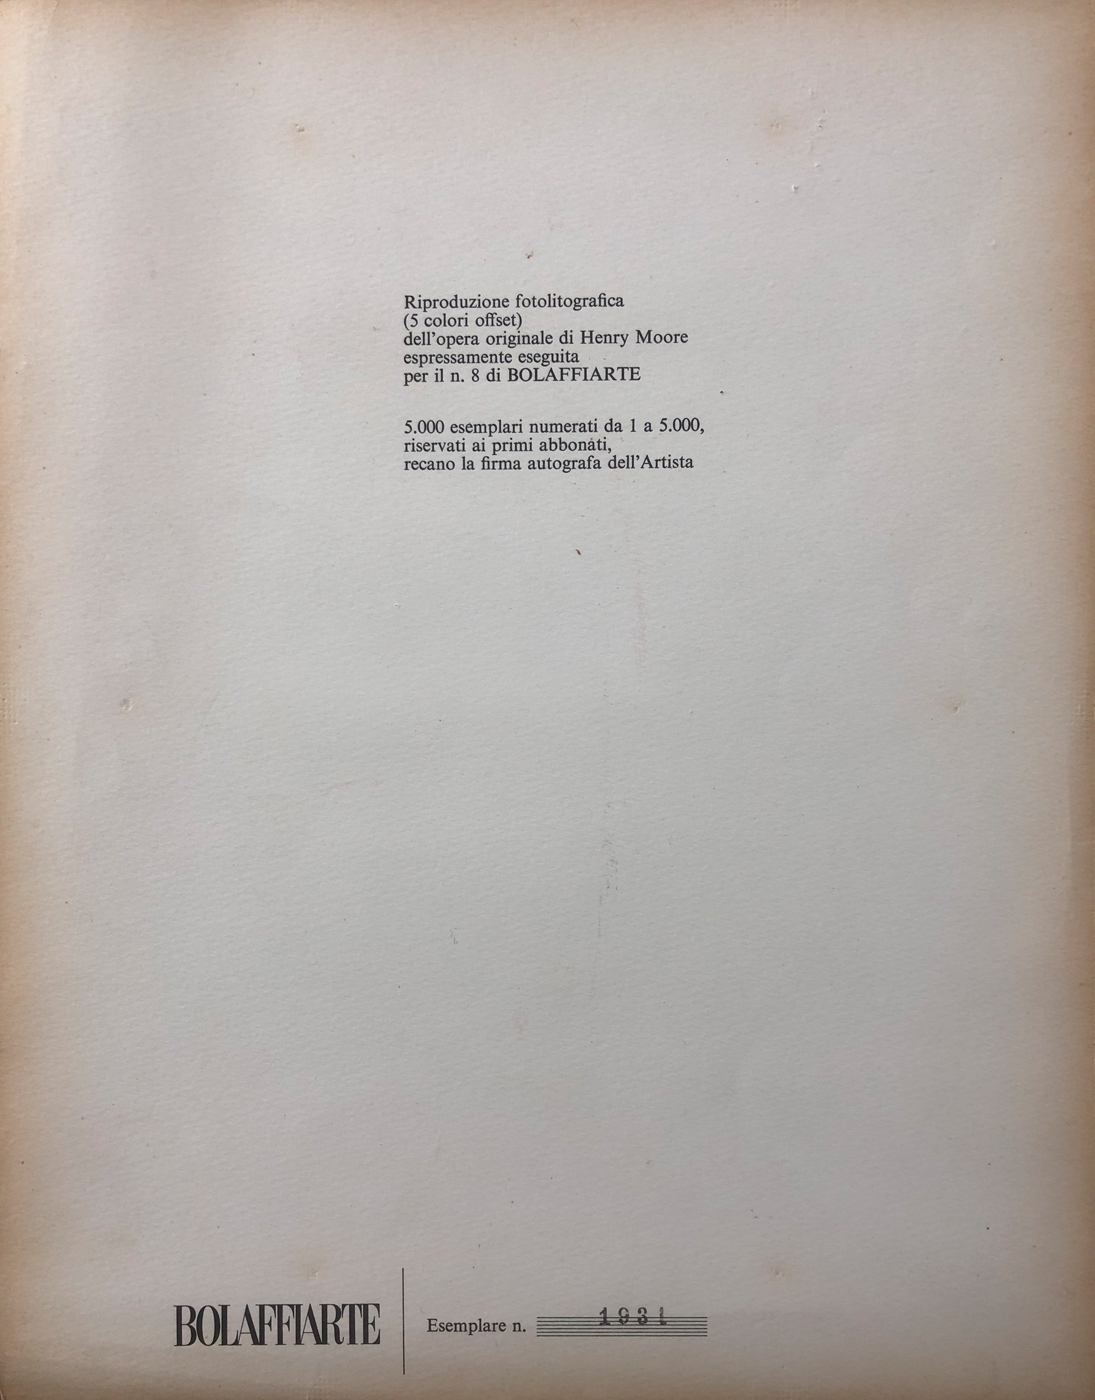 Riproduzione fotolitografica
(5 colori offset)
dell'opera originale di Henry Moore
espressamente eseguita
per il n. 8 di BOLAFFIARTE
5.000 esemplari numerati da 1 a 5.000,
riservati ai primi abbonati,
recano la firma autografa dell'Artista
BOLAFFIARTE
Esemplare n.